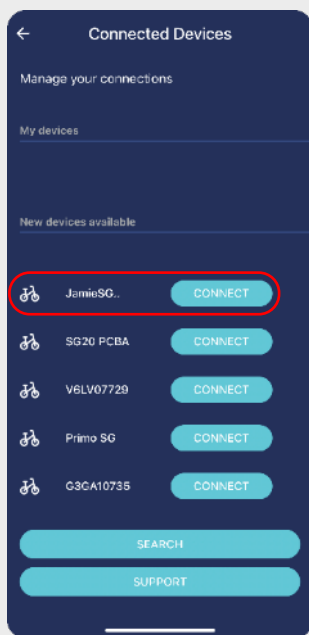 Connected Devices
Manage your connections
My devices
New devices available
JamieSG.. CONNECT
SG20 PCBA CONNECT
V6LV07729 CONNECT
Primo SG CONNECT
G3GA10735 CONNECT
SEARCH
SUPPORT